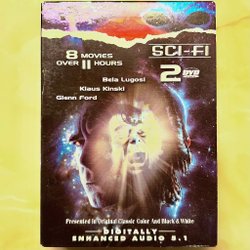 SCI-FI
8 MOVIES
OVER 11 HOURS
2 DVD
Bela Lugosi
Klaus Kinski
Glenn Ford
Presented in Original Classic Color And Black & White
DIGITALLY
ENHANCED AUDIO 5.1